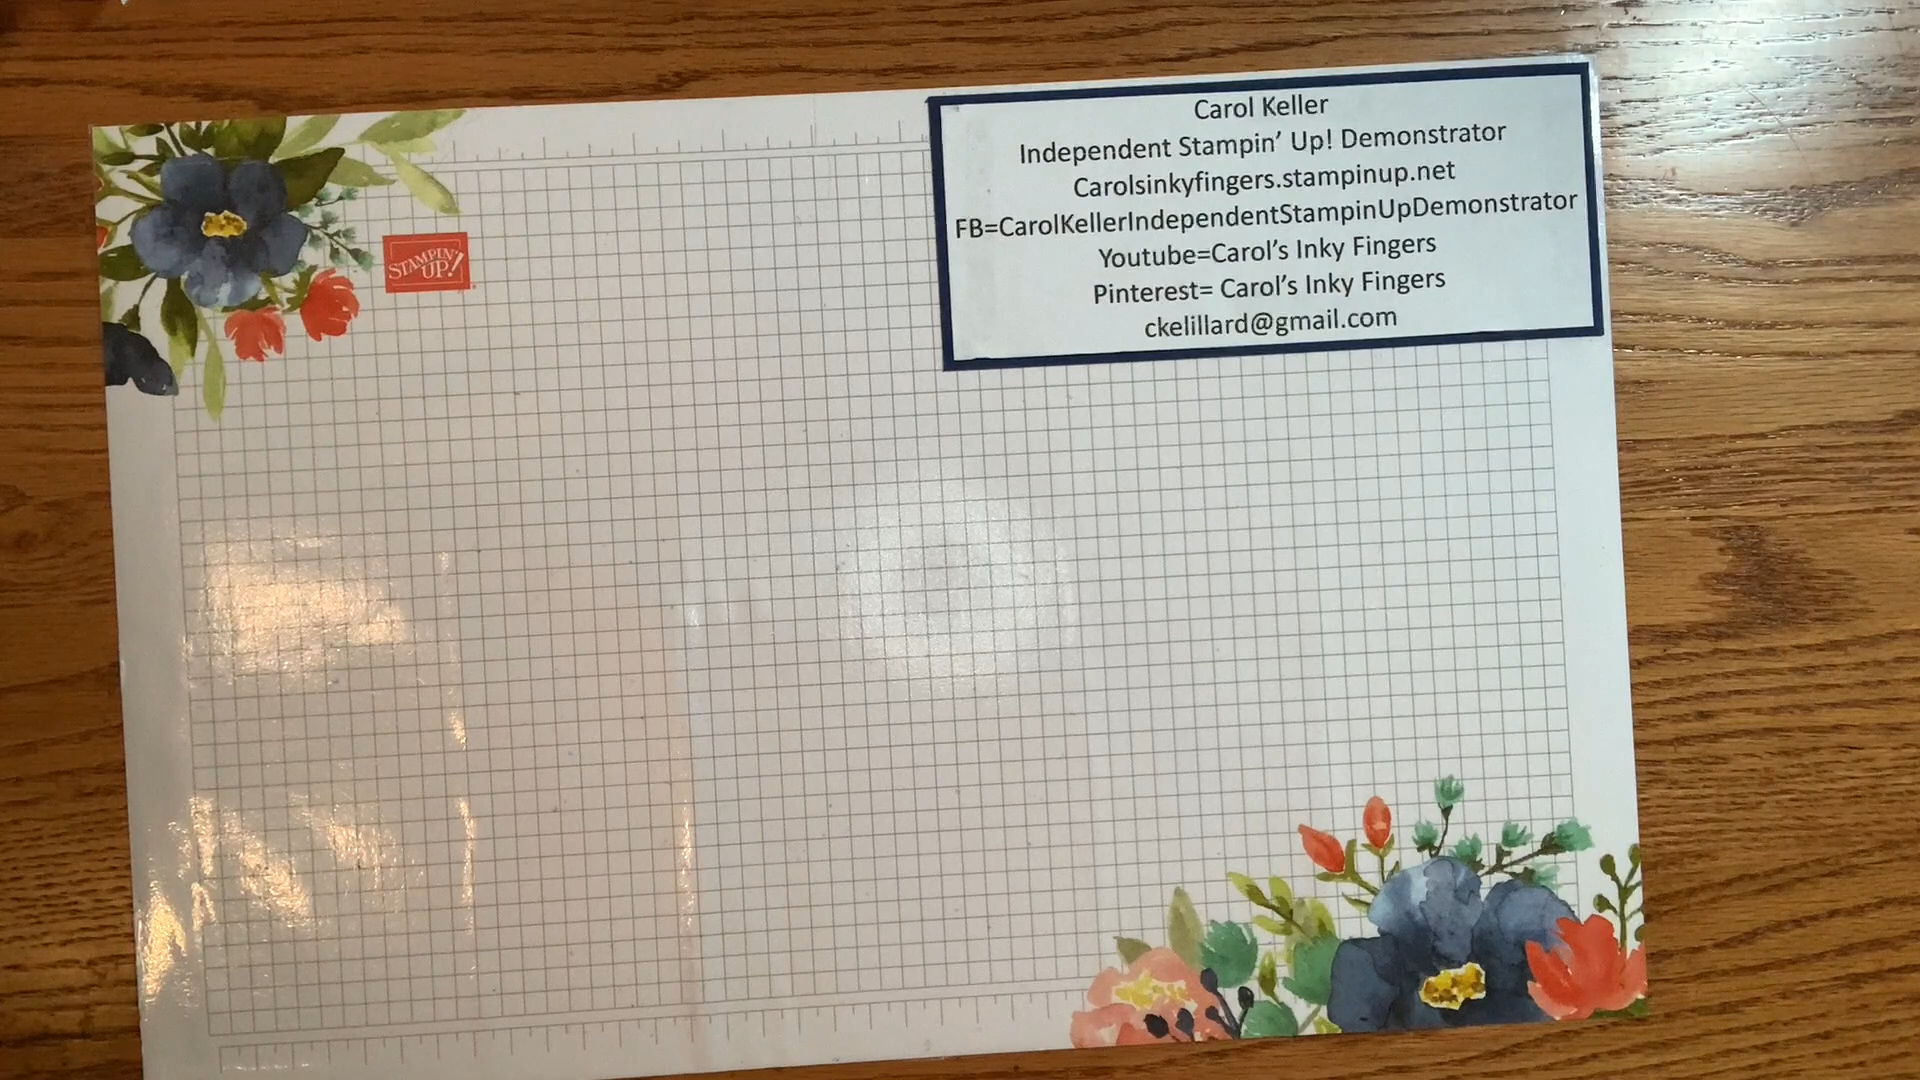 STAMPIN'
UP!
Carol Keller
Independent Stampin' Up! Demonstrator
Carolsinkyfingers.stampinup.net
FB=CarolKellerIndependentStampinUpDemonstrator
Youtube=Carol's Inky Fingers
Pinterest= Carol's Inky Fingers
ckelillard@gmail.com